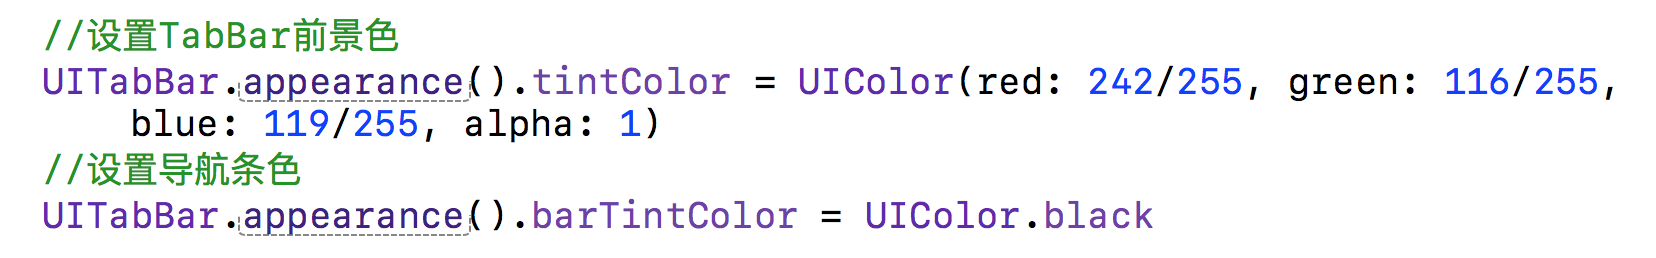 //设置TabBar前景色
UITabBar.appearance().tintColor = UIColor(red: 242/255, green: 116/255,
blue: 119/255, alpha: 1)
//设置导航条色
UITabBar.appearance().barTintColor = UIColor.black